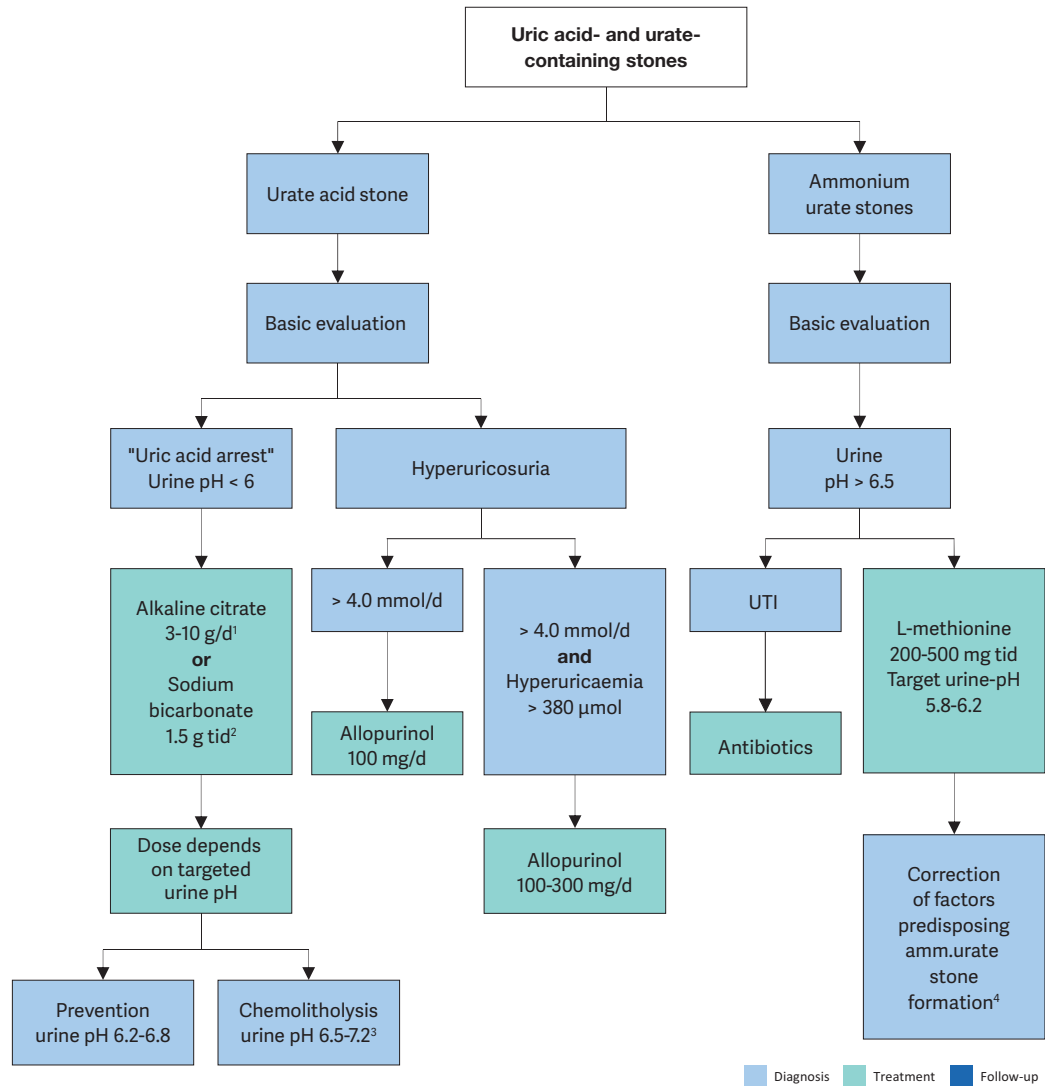 Uric acid- and urate-
containing stones
Urate acid stone
Ammonium
urate stones
Basic evaluation
Basic evaluation
"Uric acid arrest"
Urine pH < 6
Hyperuricosuria
Urine
pH > 6.5
Alkaline citrate
3-10 g/d¹
or
Sodium
bicarbonate
1.5 g tid²
> 4.0 mmol/d
> 4.0 mmol/d
and
Hyperuricaemia
> 380 µmol
UTI
L-methionine
200-500 mg tid
Target urine-pH
5.8-6.2
Allopurinol
100 mg/d
Antibiotics
Dose depends
on targeted
urine pH
Allopurinol
100-300 mg/d
Correction
of factors
predisposing
amm.urate
stone
formation⁴
Prevention
urine pH 6.2-6.8
Chemolitholysis
urine pH 6.5-7.2³
Diagnosis
Treatment
Follow-up